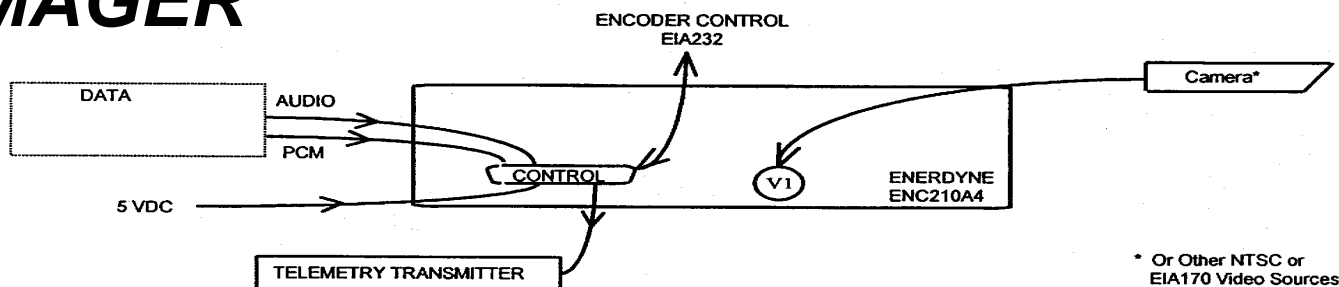 MAGER
ENCODER CONTROL
EIA232
DATA
AUDIO
PCM
Camera*
CONTROL
V1
ENERDYNE
ENC210A4
5 VDC
TELEMETRY TRANSMITTER
* Or Other NTSC or
EIA170 Video Sources